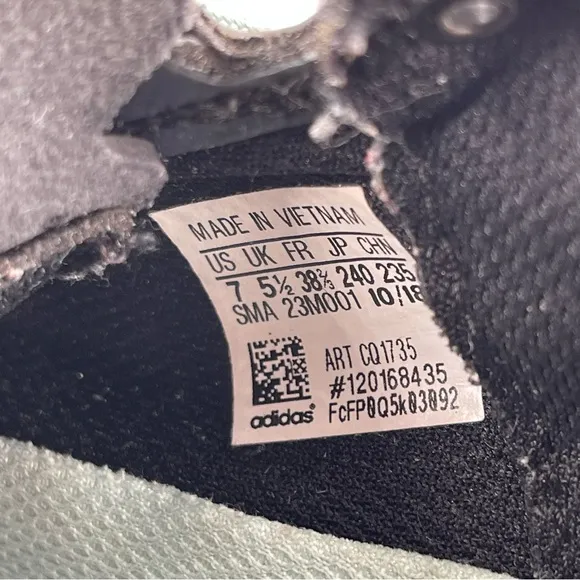 MADE IN VIETNAM
US UK FR JP CHN
7 5½ 38⅔ 240 235
SMA 23M001 10/18
ART CQ1735
#120168435
FcFP0Q5k03092
adidas